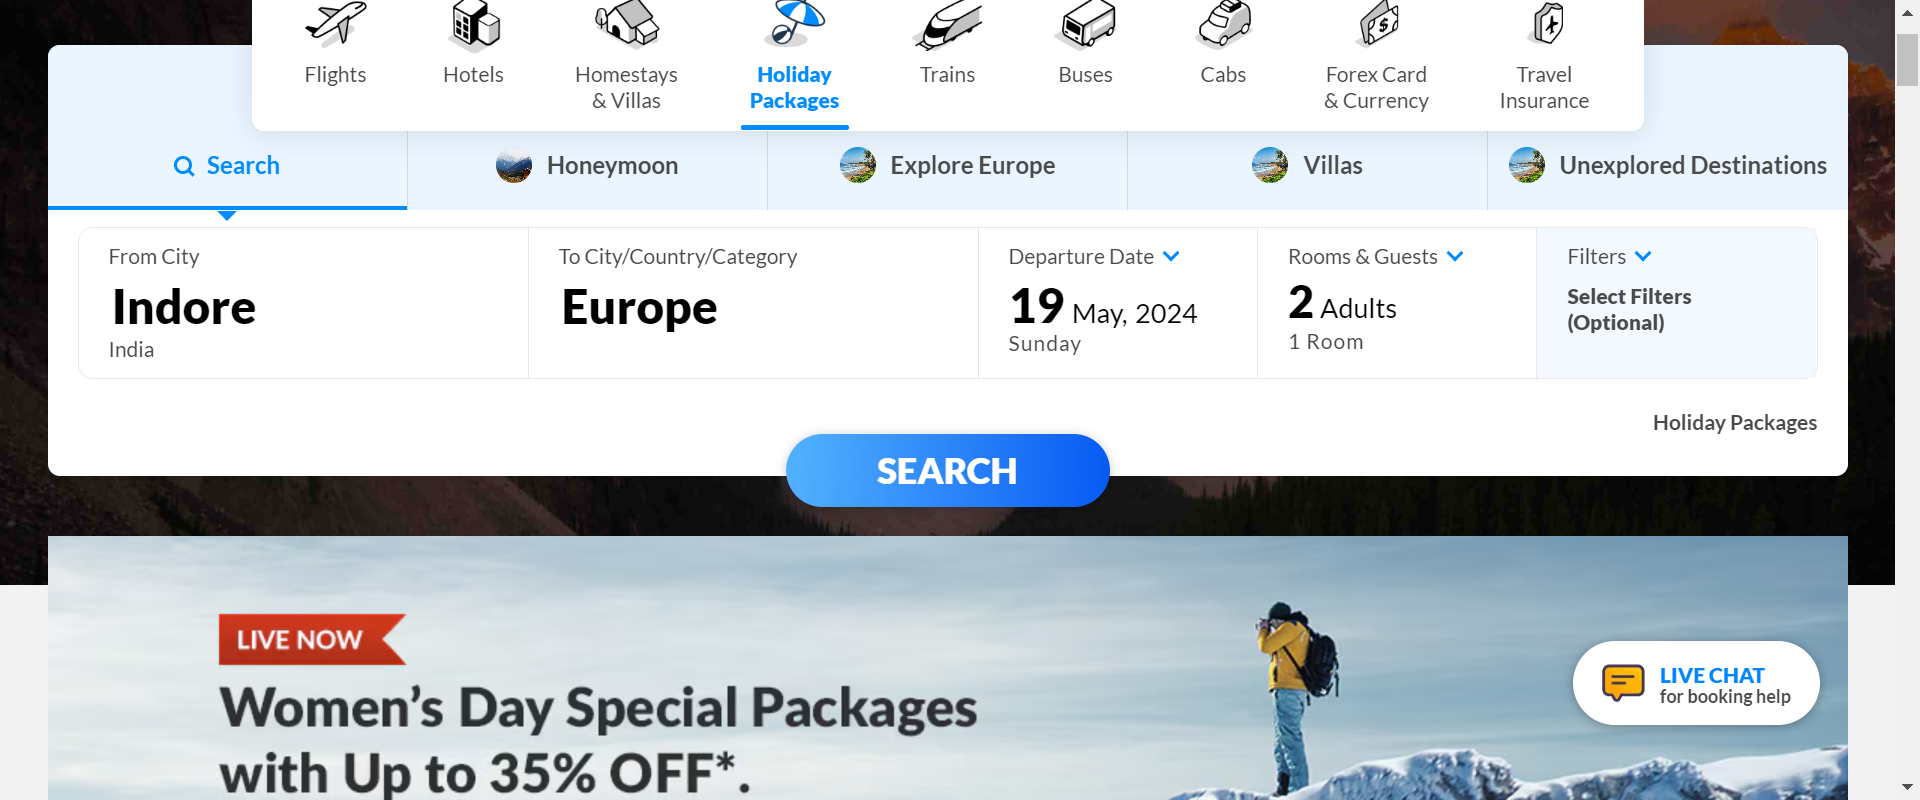 Flights
Hotels
Homestays
& Villas
Holiday
Packages
Trains
Buses
Cabs
Forex Card
& Currency
Travel
Insurance
Search
Honeymoon
Explore Europe
Villas
Unexplored Destinations
From City
Indore
India
To City/Country/Category
Europe
Departure Date
19 May, 2024
Sunday
Rooms & Guests
2 Adults
1 Room
Filters
Select Filters
(Optional)
Holiday Packages
SEARCH
LIVE NOW
Women’s Day Special Packages
with Up to 35% OFF*.
LIVE CHAT
for booking help